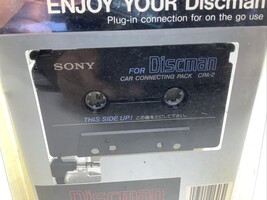 ENJOY YOUR Discman
Plug-in connection for on the go use
SONY
FOR Discman
CAR CONNECTING PACK CPA-2
THIS SIDE UP!
Discman